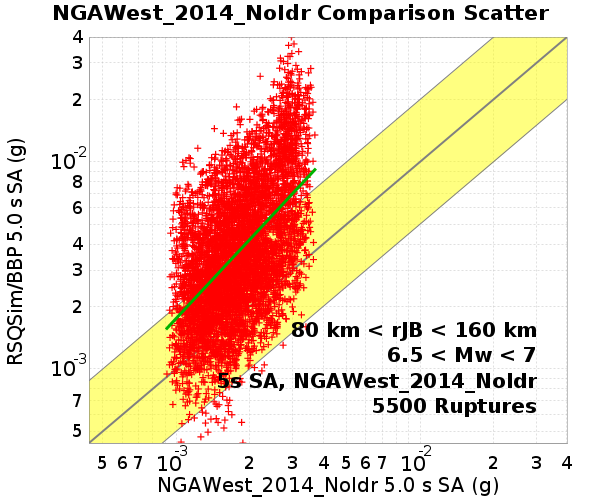 NGAWest_2014_NoIdr Comparison Scatter
4
3
2
10-2
8
6
4
3
2
10-3
7
5
RSQSim/BBP 5.0 s SA (g)
80 km < rJB < 160 km
6.5 < Mw < 7
5s SA, NGAWest_2014_NoIdr
5500 Ruptures
5 6 7 10-3 2 3 4 5 6 7 10-2 2 3 4
NGAWest_2014_NoIdr 5.0 s SA (g)